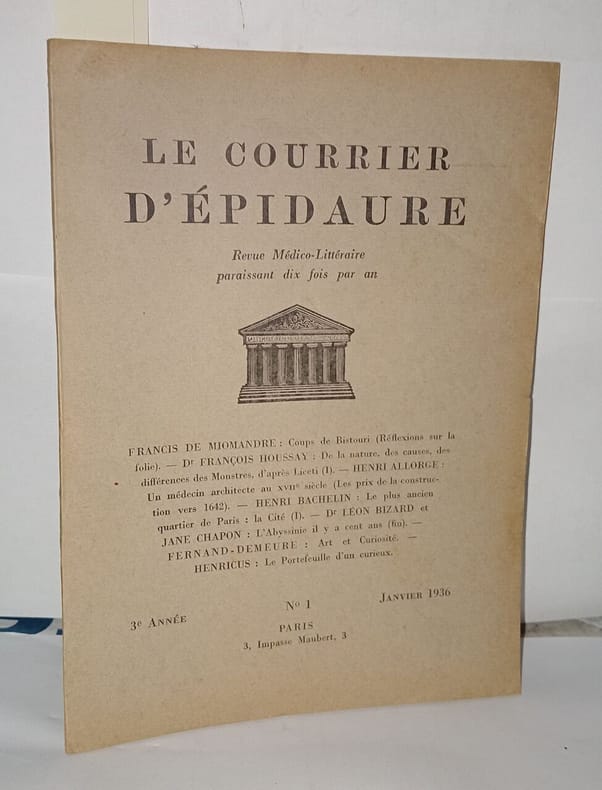 LE COURRIER
D'ÉPIDAURE
Revue Médico-Littéraire
paraissant dix fois par an
FRANCIS DE MIOMANDRE : Coups de Bistouri (Réflexions sur la
folie). — Dr FRANÇOIS HOUSSAY : De la nature, des causes, des
différences des Monstres, d'après Liceti (I). — HENRI ALLORGE :
Un médecin architecte au XVIIe siècle (Les prix de la construc-
tion vers 1642). — HENRI BACHELIN : Le plus ancien
quartier de Paris : la Cité (I). — Dr LÉON BIZARD et
JANE CHAPON : L'Abyssinie il y a cent ans (fin). —
FERNAND-DEMEURE : Art et Curiosité. —
HENRICUS : Le Portefeuille d'un curieux.
3e ANNÉE
No 1
JANVIER 1936
PARIS
3, Impasse Maubert, 3